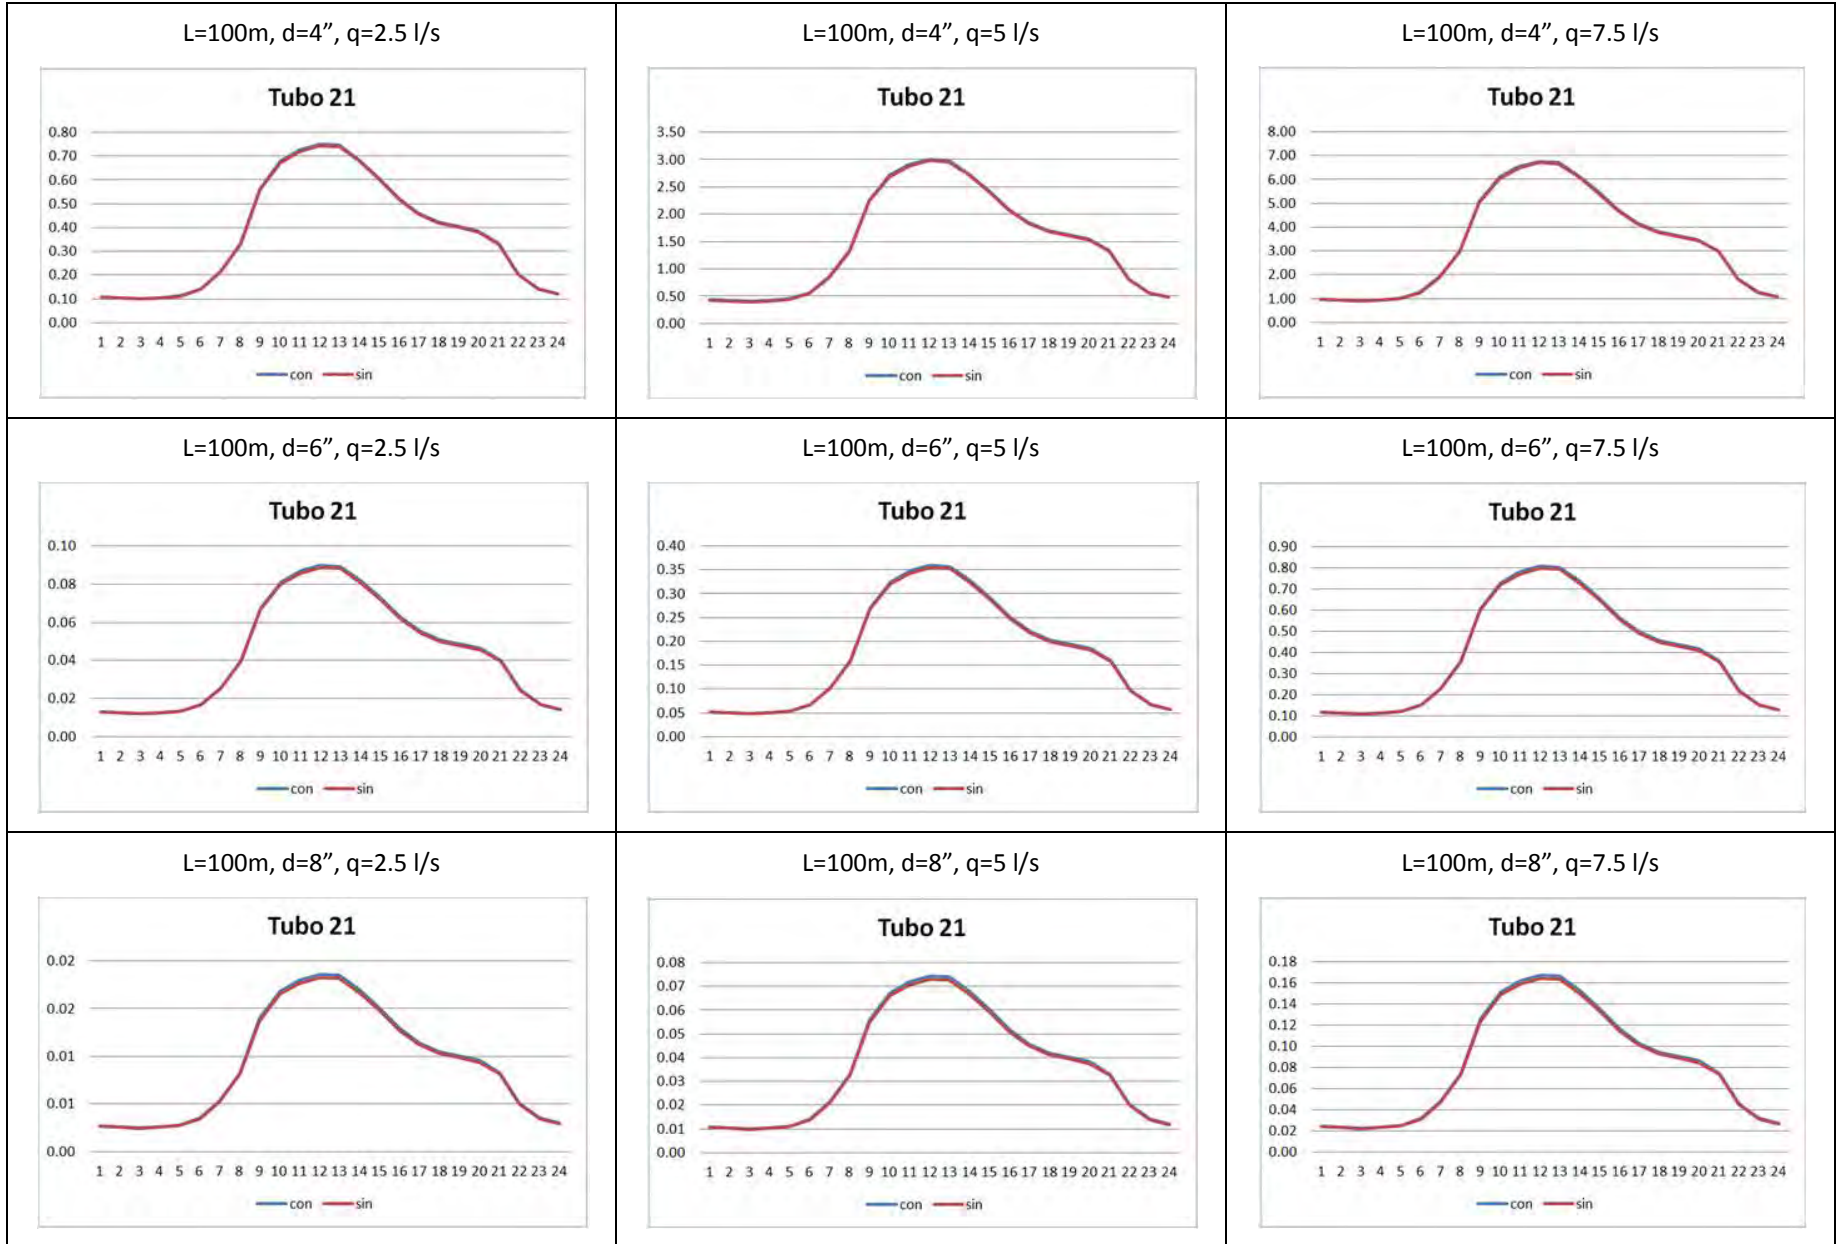 L=100m, d=4”, q=2.5 l/s
Tubo 21
0.80
0.70
0.60
0.50
0.40
0.30
0.20
0.10
0.00
1 2 3 4 5 6 7 8 9 10 11 12 13 14 15 16 17 18 19 20 21 22 23 24
con sin
L=100m, d=4”, q=5 l/s
Tubo 21
3.50
3.00
2.50
2.00
1.50
1.00
0.50
0.00
1 2 3 4 5 6 7 8 9 10 11 12 13 14 15 16 17 18 19 20 21 22 23 24
con sin
L=100m, d=4”, q=7.5 l/s
Tubo 21
8.00
7.00
6.00
5.00
4.00
3.00
2.00
1.00
0.00
1 2 3 4 5 6 7 8 9 10 11 12 13 14 15 16 17 18 19 20 21 22 23 24
con sin
L=100m, d=6”, q=2.5 l/s
Tubo 21
0.10
0.08
0.06
0.04
0.02
0.00
1 2 3 4 5 6 7 8 9 10 11 12 13 14 15 16 17 18 19 20 21 22 23 24
con sin
L=100m, d=6”, q=5 l/s
Tubo 21
0.40
0.35
0.30
0.25
0.20
0.15
0.10
0.05
0.00
1 2 3 4 5 6 7 8 9 10 11 12 13 14 15 16 17 18 19 20 21 22 23 24
con sin
L=100m, d=6”, q=7.5 l/s
Tubo 21
0.90
0.80
0.70
0.60
0.50
0.40
0.30
0.20
0.10
0.00
1 2 3 4 5 6 7 8 9 10 11 12 13 14 15 16 17 18 19 20 21 22 23 24
con sin
L=100m, d=8”, q=2.5 l/s
Tubo 21
0.02
0.02
0.01
0.01
0.00
1 2 3 4 5 6 7 8 9 10 11 12 13 14 15 16 17 18 19 20 21 22 23 24
con sin
L=100m, d=8”, q=5 l/s
Tubo 21
0.08
0.07
0.06
0.05
0.04
0.03
0.02
0.01
0.00
1 2 3 4 5 6 7 8 9 10 11 12 13 14 15 16 17 18 19 20 21 22 23 24
con sin
L=100m, d=8”, q=7.5 l/s
Tubo 21
0.18
0.16
0.14
0.12
0.10
0.08
0.06
0.04
0.02
0.00
1 2 3 4 5 6 7 8 9 10 11 12 13 14 15 16 17 18 19 20 21 22 23 24
con sin